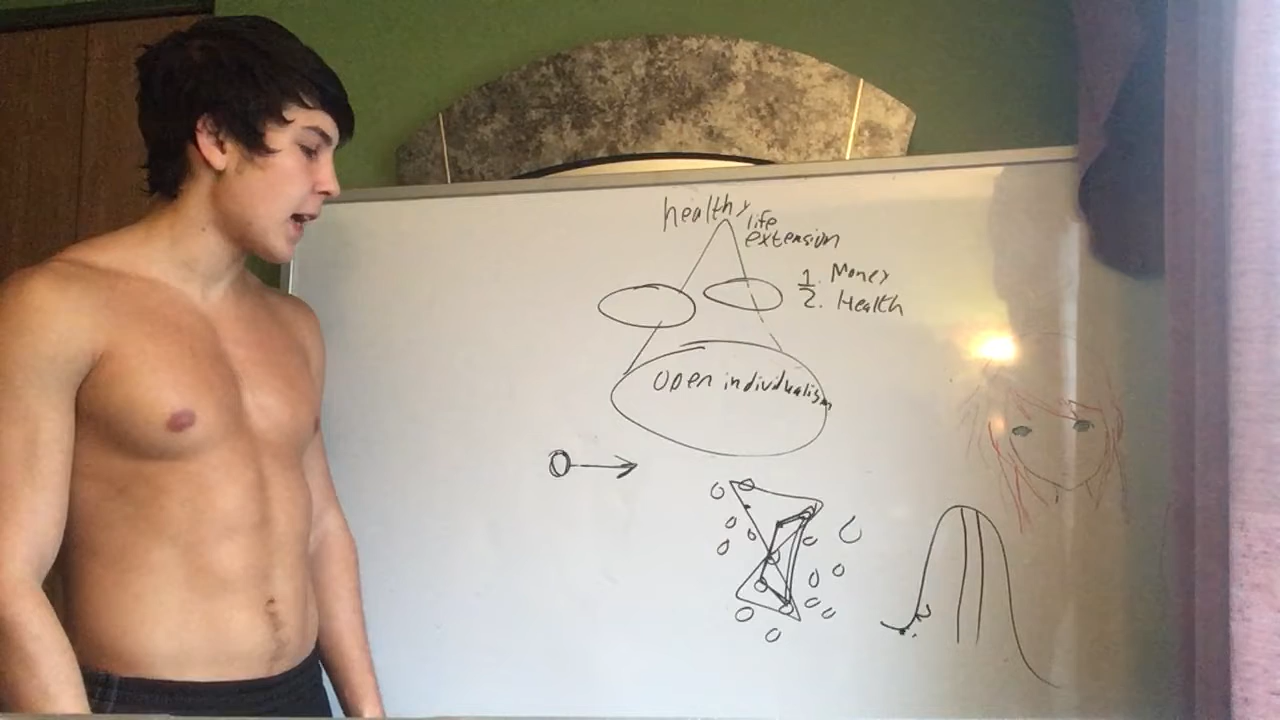 healthy
life
extension
1. Money
2. Health
open individualism